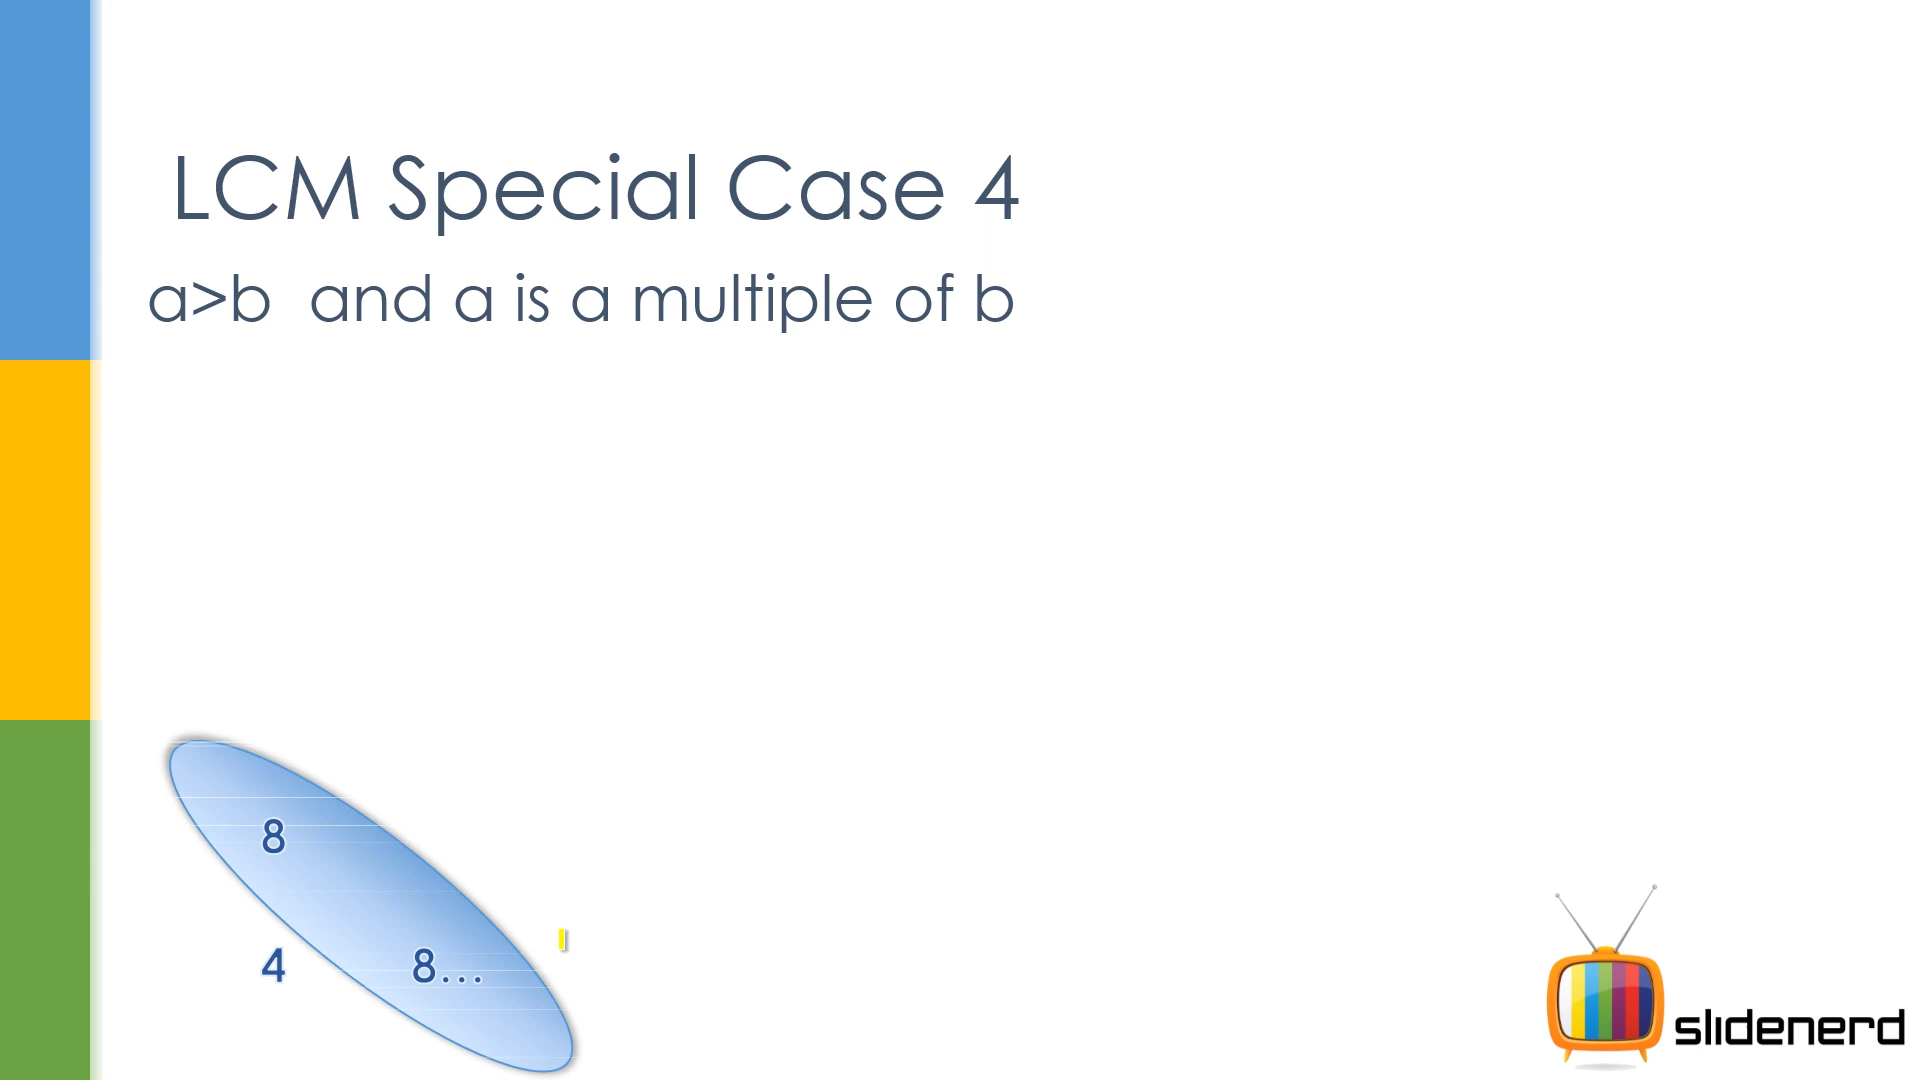 LCM Special Case 4
a>b and a is a multiple of b
8
4 8...
slidenerd